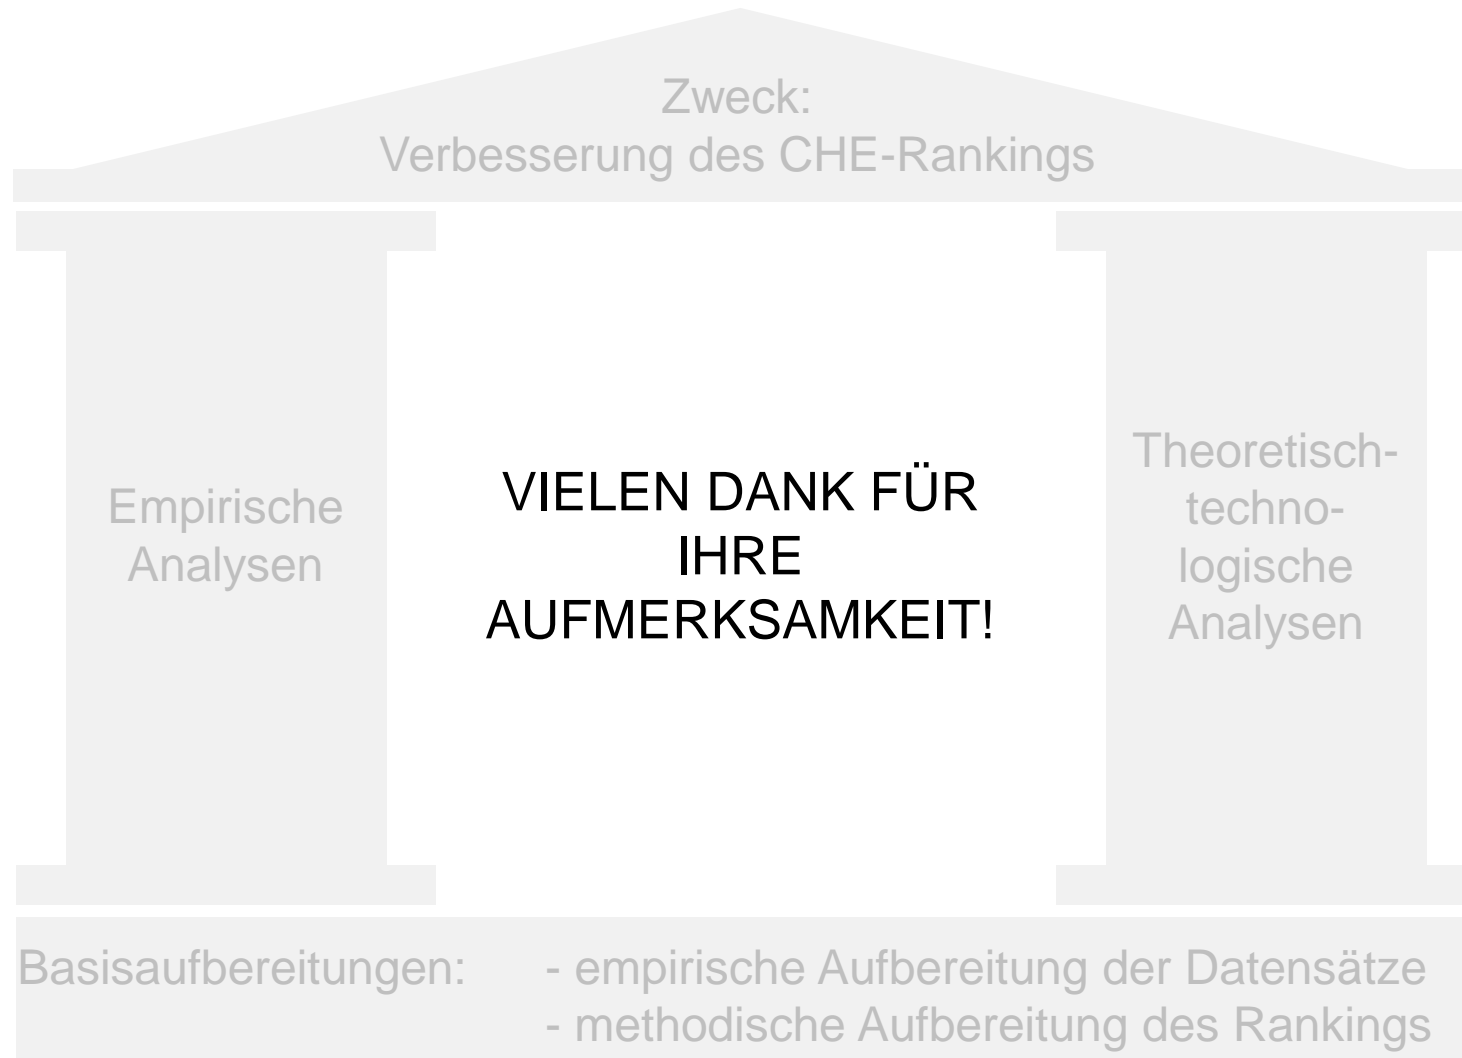 Zweck:
Verbesserung des CHE-Rankings
Empirische
Analysen
VIELEN DANK FÜR
IHRE
AUFMERKSAMKEIT!
Theoretisch-
techno-
logische
Analysen
Basisaufbereitungen: - empirische Aufbereitung der Datensätze
- methodische Aufbereitung des Rankings